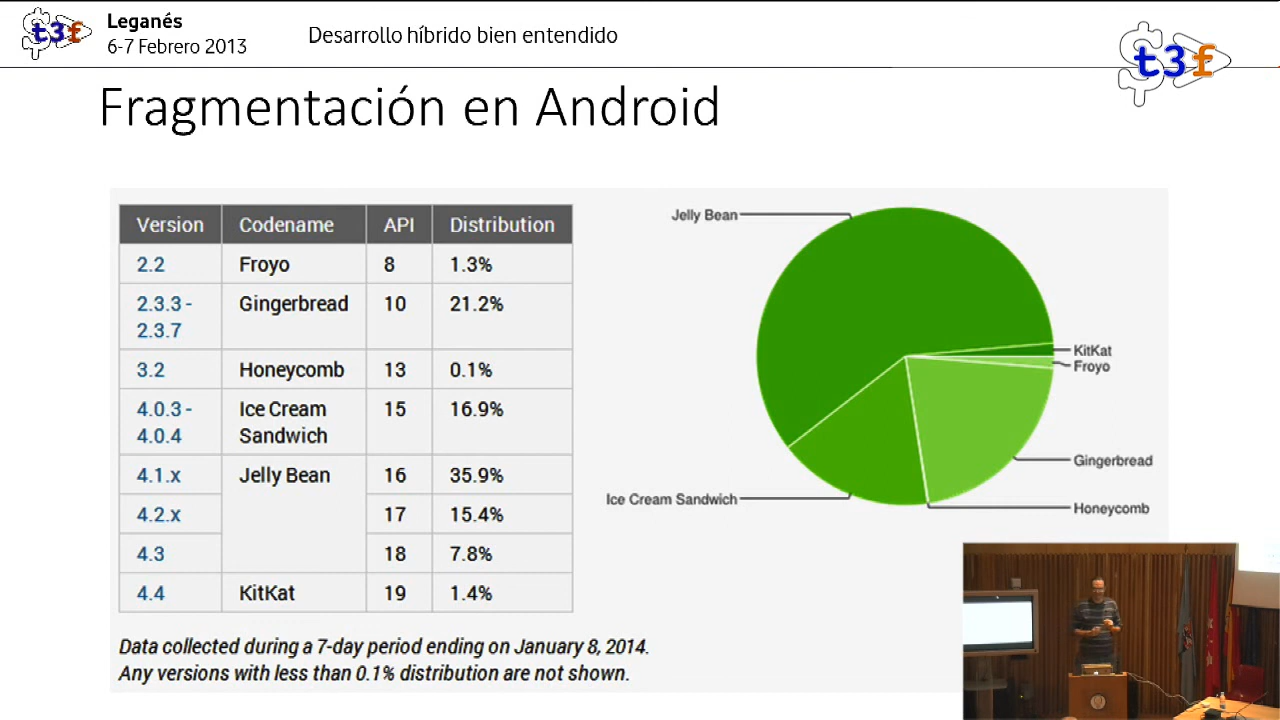 t3f
Leganés
6-7 Febrero 2013
Desarrollo híbrido bien entendido
t3f
Fragmentación en Android
Version Codename API Distribution
2.2 Froyo 8 1.3%
2.3.3 - Gingerbread 10 21.2%
2.3.7
3.2 Honeycomb 13 0.1%
4.0.3 - Ice Cream 15 16.9%
4.0.4 Sandwich
4.1.x Jelly Bean 16 35.9%
4.2.x 17 15.4%
4.3 18 7.8%
4.4 KitKat 19 1.4%
Data collected during a 7-day period ending on January 8, 2014.
Any versions with less than 0.1% distribution are not shown.
Jelly Bean
KitKat
Froyo
Gingerbread
Ice Cream Sandwich
Honeycomb